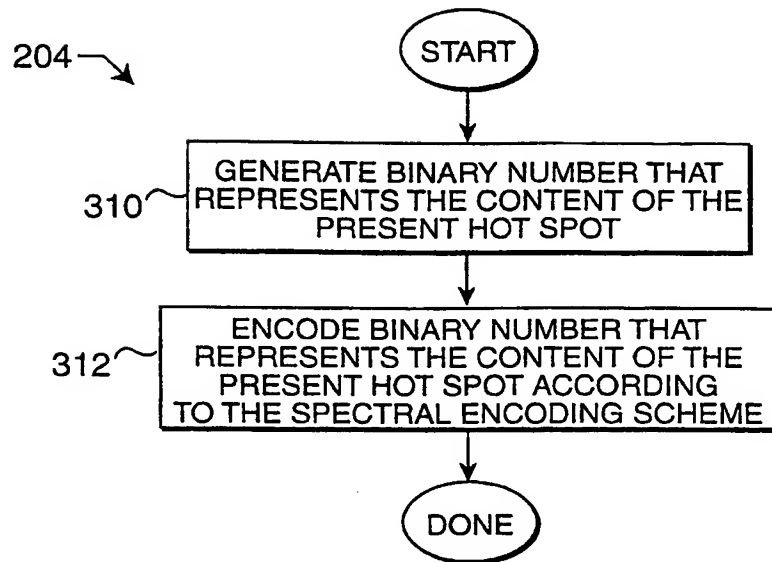 204
START
GENERATE BINARY NUMBER THAT
REPRESENTS THE CONTENT OF THE
PRESENT HOT SPOT
310
ENCODE BINARY NUMBER THAT
REPRESENTS THE CONTENT OF THE
PRESENT HOT SPOT ACCORDING
TO THE SPECTRAL ENCODING SCHEME
312
DONE